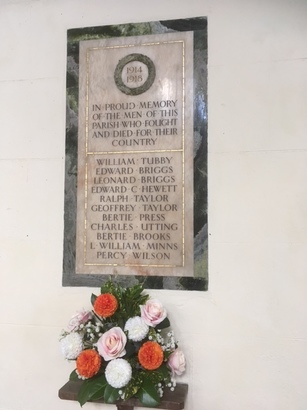 1914
1918
IN PROUD MEMORY
OF THE MEN OF THIS
PARISH WHO FOUGHT
AND DIED FOR THEIR
COUNTRY
WILLIAM TUBBY
EDWARD BRIGGS
LEONARD BRIGGS
EDWARD C HEWETT
RALPH TAYLOR
GEOFFREY TAYLOR
BERTIE PRESS
CHARLES UTTING
BERTIE BROOKS
WILLIAM MINNS
PERCY WILSON